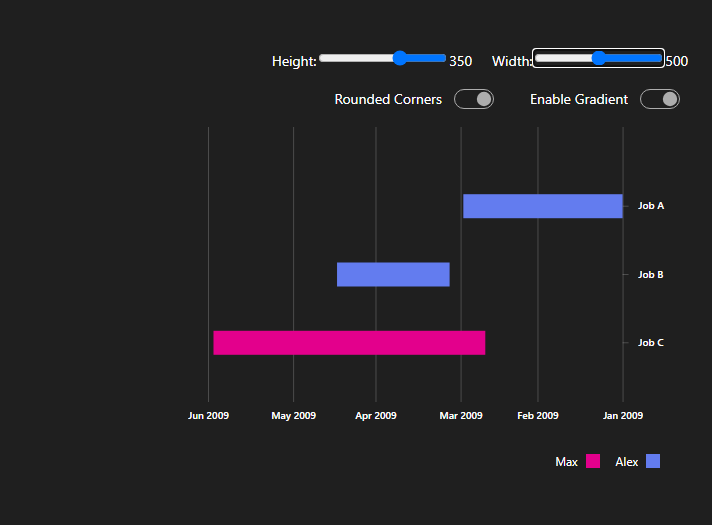 Height: 350 Width: 500
Rounded Corners Enable Gradient
Job A
Job B
Job C
Jun 2009 May 2009 Apr 2009 Mar 2009 Feb 2009 Jan 2009
Max Alex